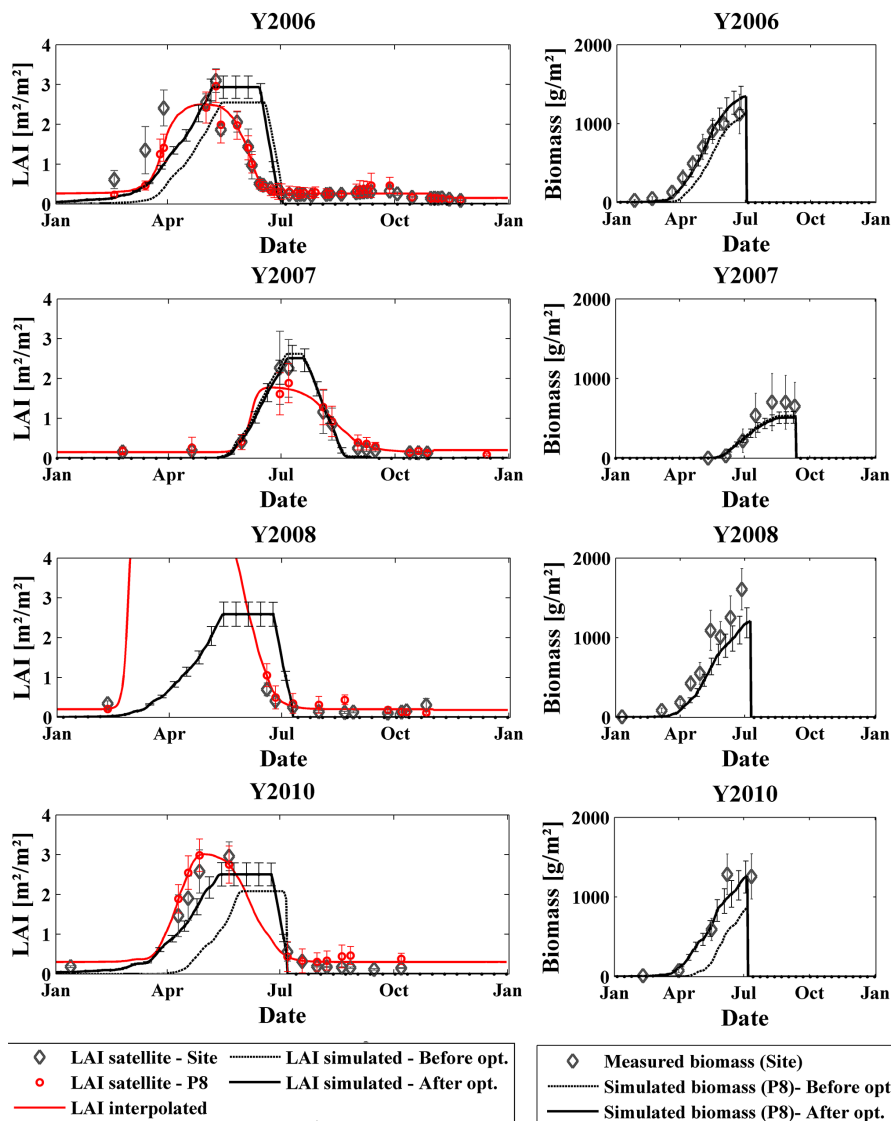 Y2006
LAI [m²/m²]
4
3
2
1
0
Jan Apr Jul Oct Jan
Date
Y2006
Biomass [g/m²]
2000
1000
0
Jan Apr Jul Oct Jan
Date
Y2007
LAI [m²/m²]
4
3
2
1
0
Jan Apr Jul Oct Jan
Date
Y2007
Biomass [g/m²]
2000
1000
0
Jan Apr Jul Oct Jan
Date
Y2008
LAI [m²/m²]
4
3
2
1
0
Jan Apr Jul Oct Jan
Date
Y2008
Biomass [g/m²]
2000
1000
0
Jan Apr Jul Oct Jan
Date
Y2010
LAI [m²/m²]
4
3
2
1
0
Jan Apr Jul Oct Jan
Date
Y2010
Biomass [g/m²]
2000
1000
0
Jan Apr Jul Oct Jan
Date
LAI satellite - Site
LAI satellite - P8
LAI interpolated
LAI simulated - Before opt.
LAI simulated - After opt.
Measured biomass (Site)
Simulated biomass (P8)- Before opt
Simulated biomass (P8)- After opt.